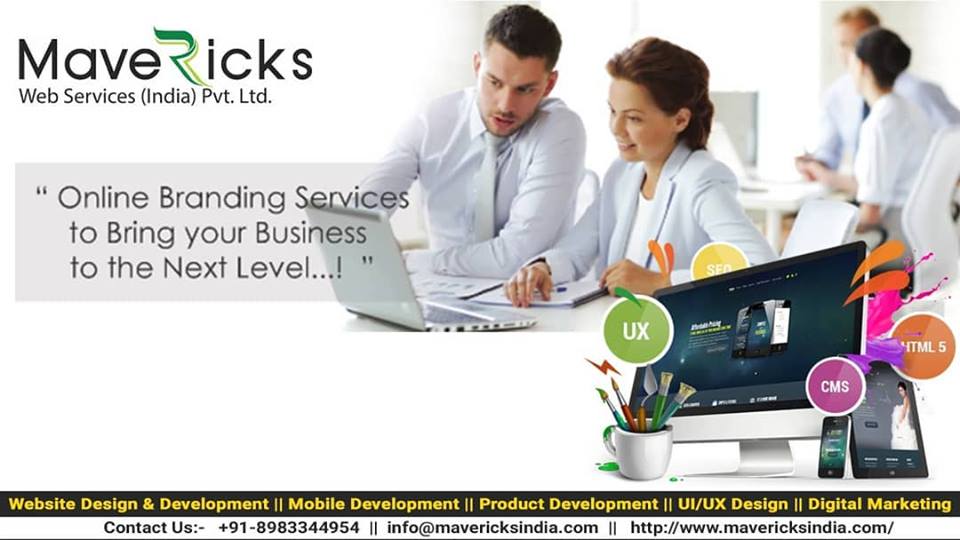 MaveRicks
Web Services (India) Pvt. Ltd.
“ Online Branding Services
to Bring your Business
to the Next Level...! ”
SEO
UX
HTML 5
Affordable Pricing
CMS
Website Design & Development || Mobile Development || Product Development || UI/UX Design || Digital Marketing
Contact Us:- +91-8983344954 || info@mavericksindia.com || http://www.mavericksindia.com/